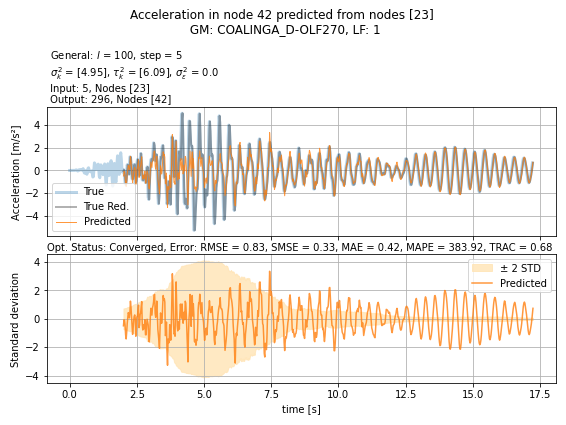 Acceleration in node 42 predicted from nodes [23]
GM: COALINGA_D-OLF270, LF: 1
General: l = 100, step = 5
σ²ₖ = [4.95], τ²ₖ = [6.09], σ²ε = 0.0
Input: 5, Nodes [23]
Output: 296, Nodes [42]
Acceleration [m/s²]
4
2
0
−2
−4
True
True Red.
Predicted
Opt. Status: Converged, Error: RMSE = 0.83, SMSE = 0.33, MAE = 0.42, MAPE = 383.92, TRAC = 0.68
Standard deviation
4
2
0
−2
−4
± 2 STD
Predicted
0.0 2.5 5.0 7.5 10.0 12.5 15.0 17.5
time [s]